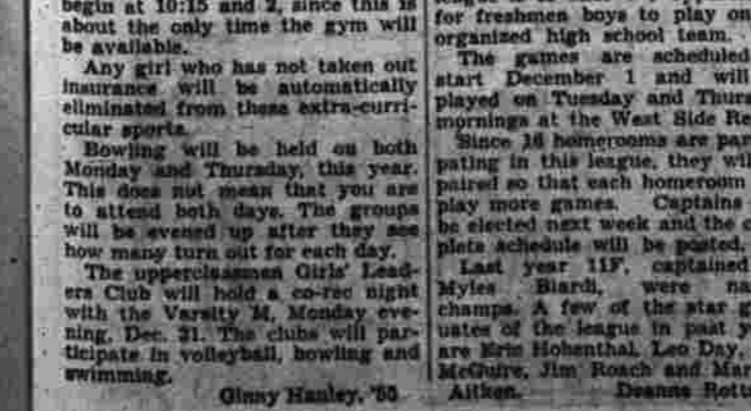 begin at 10:15 and 2, since this is
about the only time the gym will
be available.
Any girl who has not taken out
insurance will be automatically
eliminated from these extra-curri-
cular sports.
Bowling will be held on both
Monday and Thursday, this year.
This does not mean that you are
to attend both days. The groups
will be evened up after they see
how many turn out for each day.
The upperclassmen Girls' Lead-
ers Club will hold a co-rec night
with the Varsity M, Monday eve-
ning, Dec. 21. The clubs will par-
ticipate in volleyball, bowling and
swimming.
Ginny Hanley, '55
for freshmen boys to play on
organized high school team.
The games are scheduled
start December 1 and will
played on Tuesday and Thur
mornings at the West Side Re
Since 16 homerooms are par
pating in this league, they wi
paired so that each homeroom
play more games. Captains
be elected next week and the
plete schedule will be posted.
Last year 11F, captained
Myles Biardi, were na
champs. A few of the star
uates of the league in past y
are Eric Hohenthal, Leo Day,
McGuire, Jim Roach and Mar
Aitken. Deanne Rott